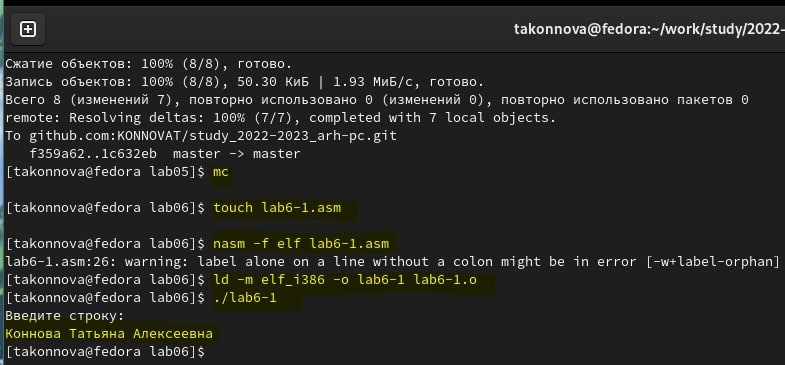 takonnova@fedora:~/work/study/2022-
Сжатие объектов: 100% (8/8), готово.
Запись объектов: 100% (8/8), 50.30 КиБ | 1.93 МиБ/с, готово.
Всего 8 (изменений 7), повторно использовано 0 (изменений 0), повторно использовано пакетов 0
remote: Resolving deltas: 100% (7/7), completed with 7 local objects.
To github.com:KONNOVAT/study_2022-2023_arh-pc.git
f359a62..1c632eb  master -> master
[takonnova@fedora lab05]$ mc
[takonnova@fedora lab06]$ touch lab6-1.asm
[takonnova@fedora lab06]$ nasm -f elf lab6-1.asm
lab6-1.asm:26: warning: label alone on a line without a colon might be in error [-w+label-orphan]
[takonnova@fedora lab06]$ ld -m elf_i386 -o lab6-1 lab6-1.o
[takonnova@fedora lab06]$ ./lab6-1
Введите строку:
Коннова Татьяна Алексеевна
[takonnova@fedora lab06]$